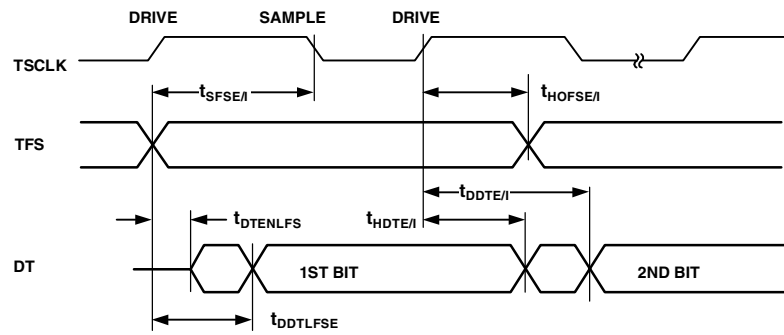 DRIVE SAMPLE DRIVE
TSCLK
tSFSE/I tHOFSE/I
TFS
tDDTE/I
tDTENLFS tHDTE/I
DT 1ST BIT 2ND BIT
tDDTLFSE